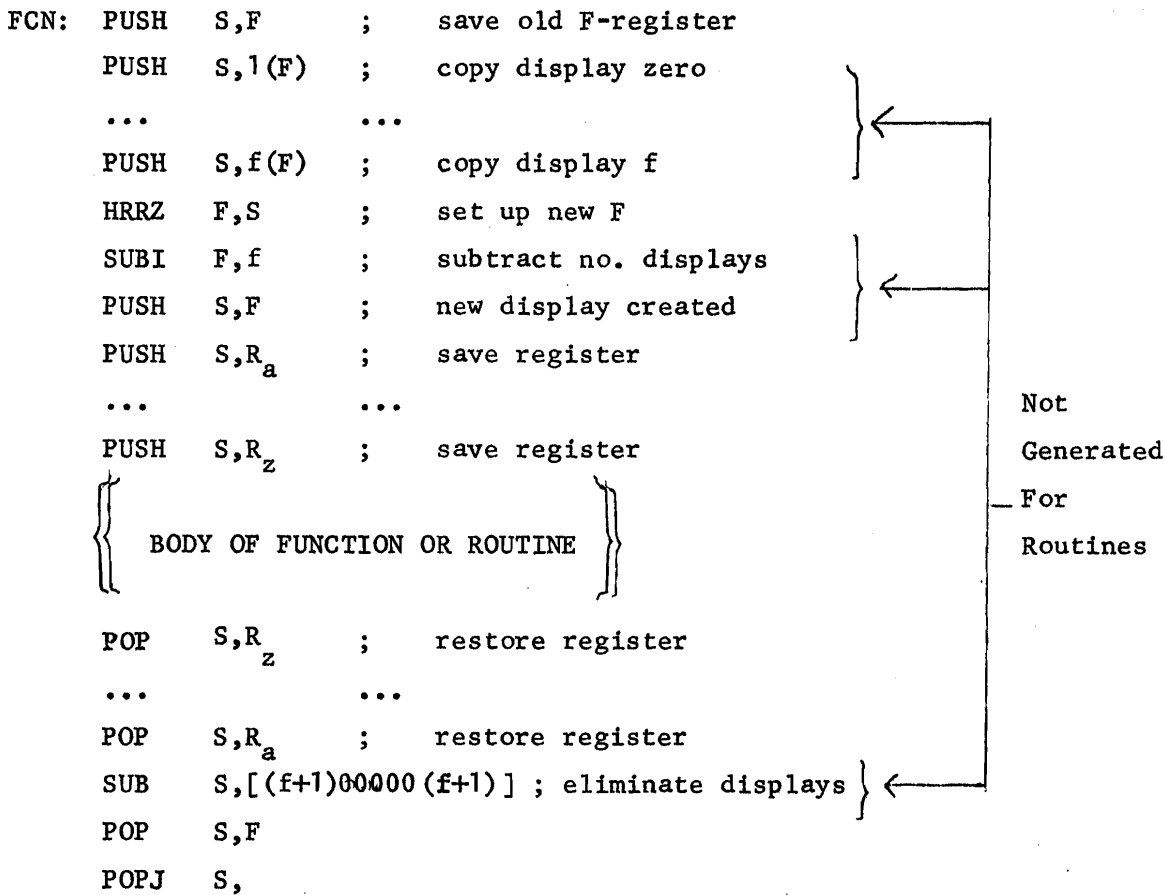 FCN: PUSH S,F ; save old F-register
PUSH S,1(F) ; copy display zero
... ...
PUSH S,f(F) ; copy display f
HRRZ F,S ; set up new F
SUBI F,f ; subtract no. displays
PUSH S,F ; new display created
PUSH S,Ra ; save register
... ...
PUSH S,Rz ; save register
BODY OF FUNCTION OR ROUTINE
Not
Generated
For
Routines
POP S,Rz ; restore register
... ...
POP S,Ra ; restore register
SUB S,[(f+1)00000(f+1)] ; eliminate displays
POP S,F
POPJ S,